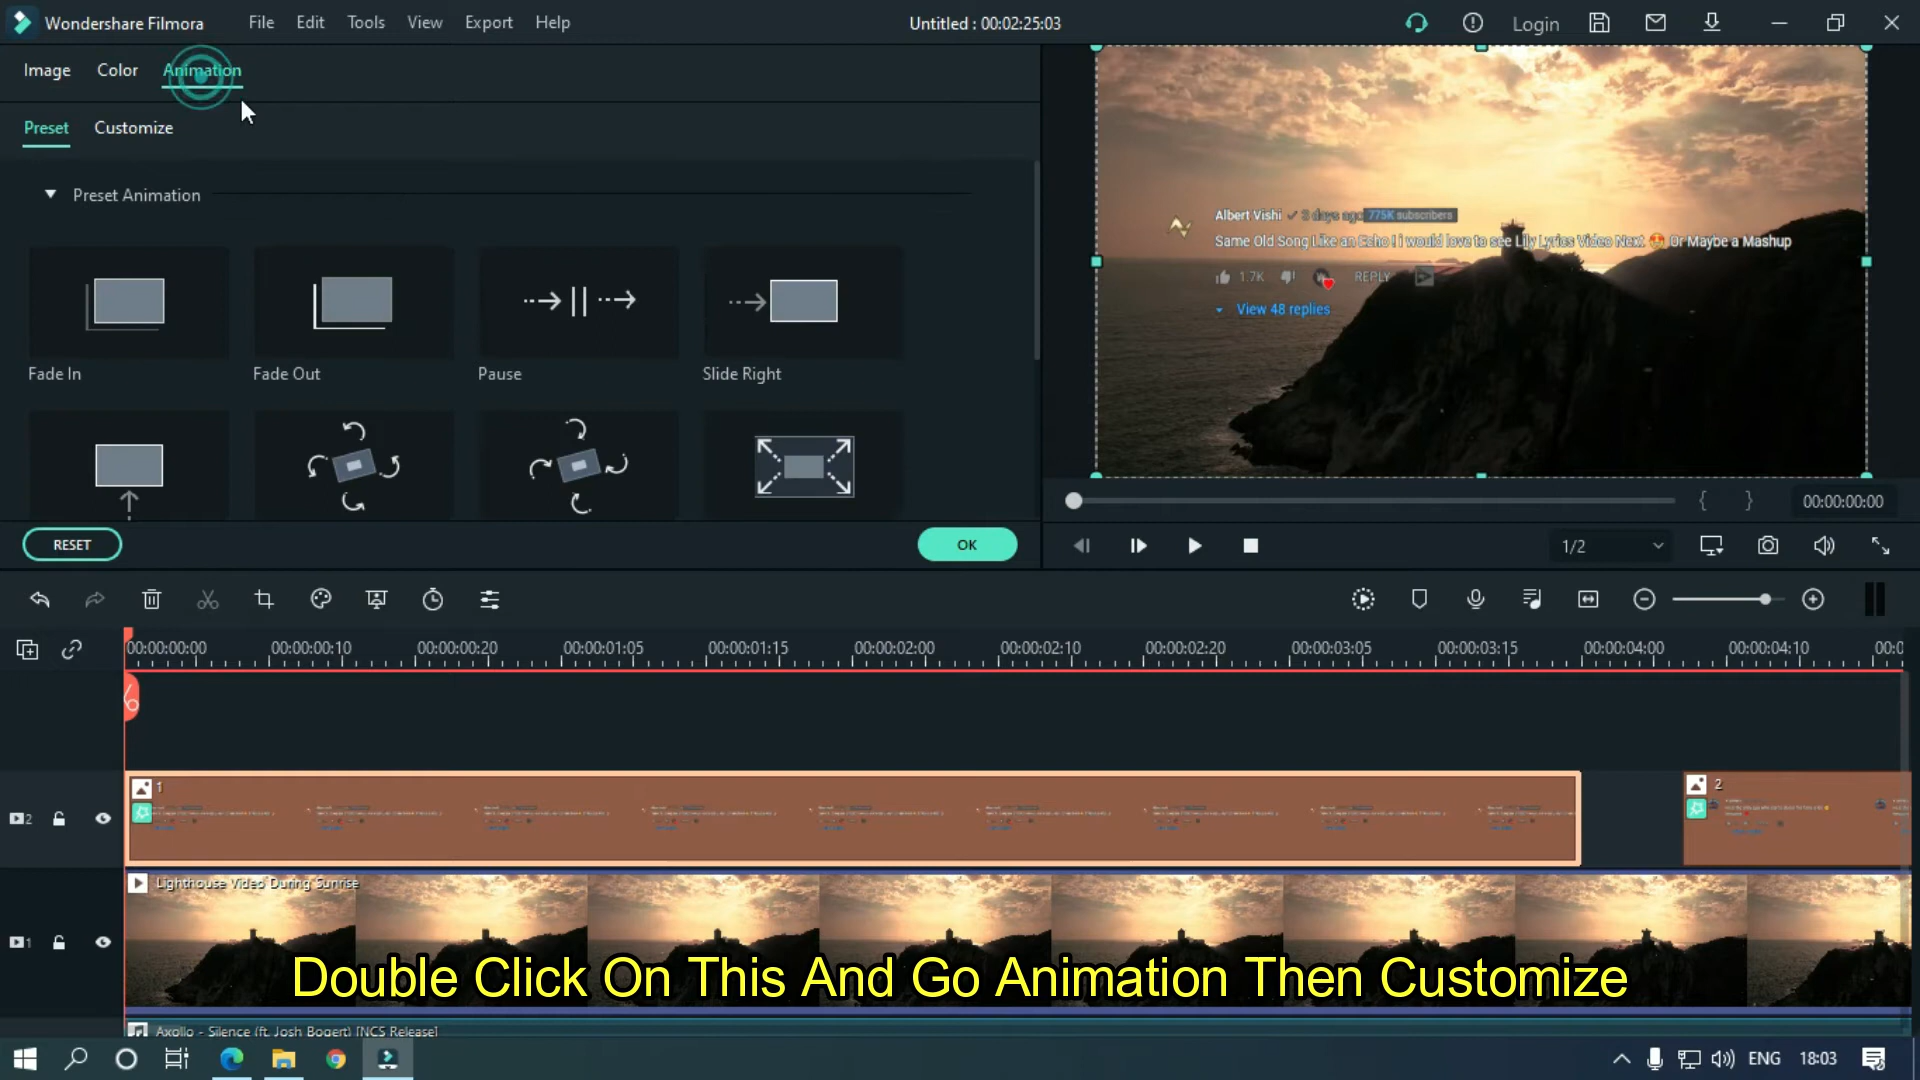 Wondershare Filmora File Edit Tools View Export Help Untitled : 00:02:25:03 Login
Image Color Animation
Preset Customize
Preset Animation
Albert Vishi ✓ 3 days ago 775K subscribers
Same Old Song Like an Echo ! i would love to see Lily Lyrics Video Next 🤩 Or Maybe a Mashup
1.7K REPLY
View 48 replies
Fade In Fade Out Pause Slide Right
RESET OK
{ } 00:00:00:00
1/2
00:00:00:00 00:00:00:10 00:00:00:20 00:00:01:05 00:00:01:15 00:00:02:00 00:00:02:10 00:00:02:20 00:00:03:05 00:00:03:15 00:00:04:00 00:00:04:10 00:0
1 2
2
Lighthouse Video During Sunrise
1
Double Click On This And Go Animation Then Customize
Axollo - Silence (ft. Josh Bogert) [NCS Release]
ENG 18:03